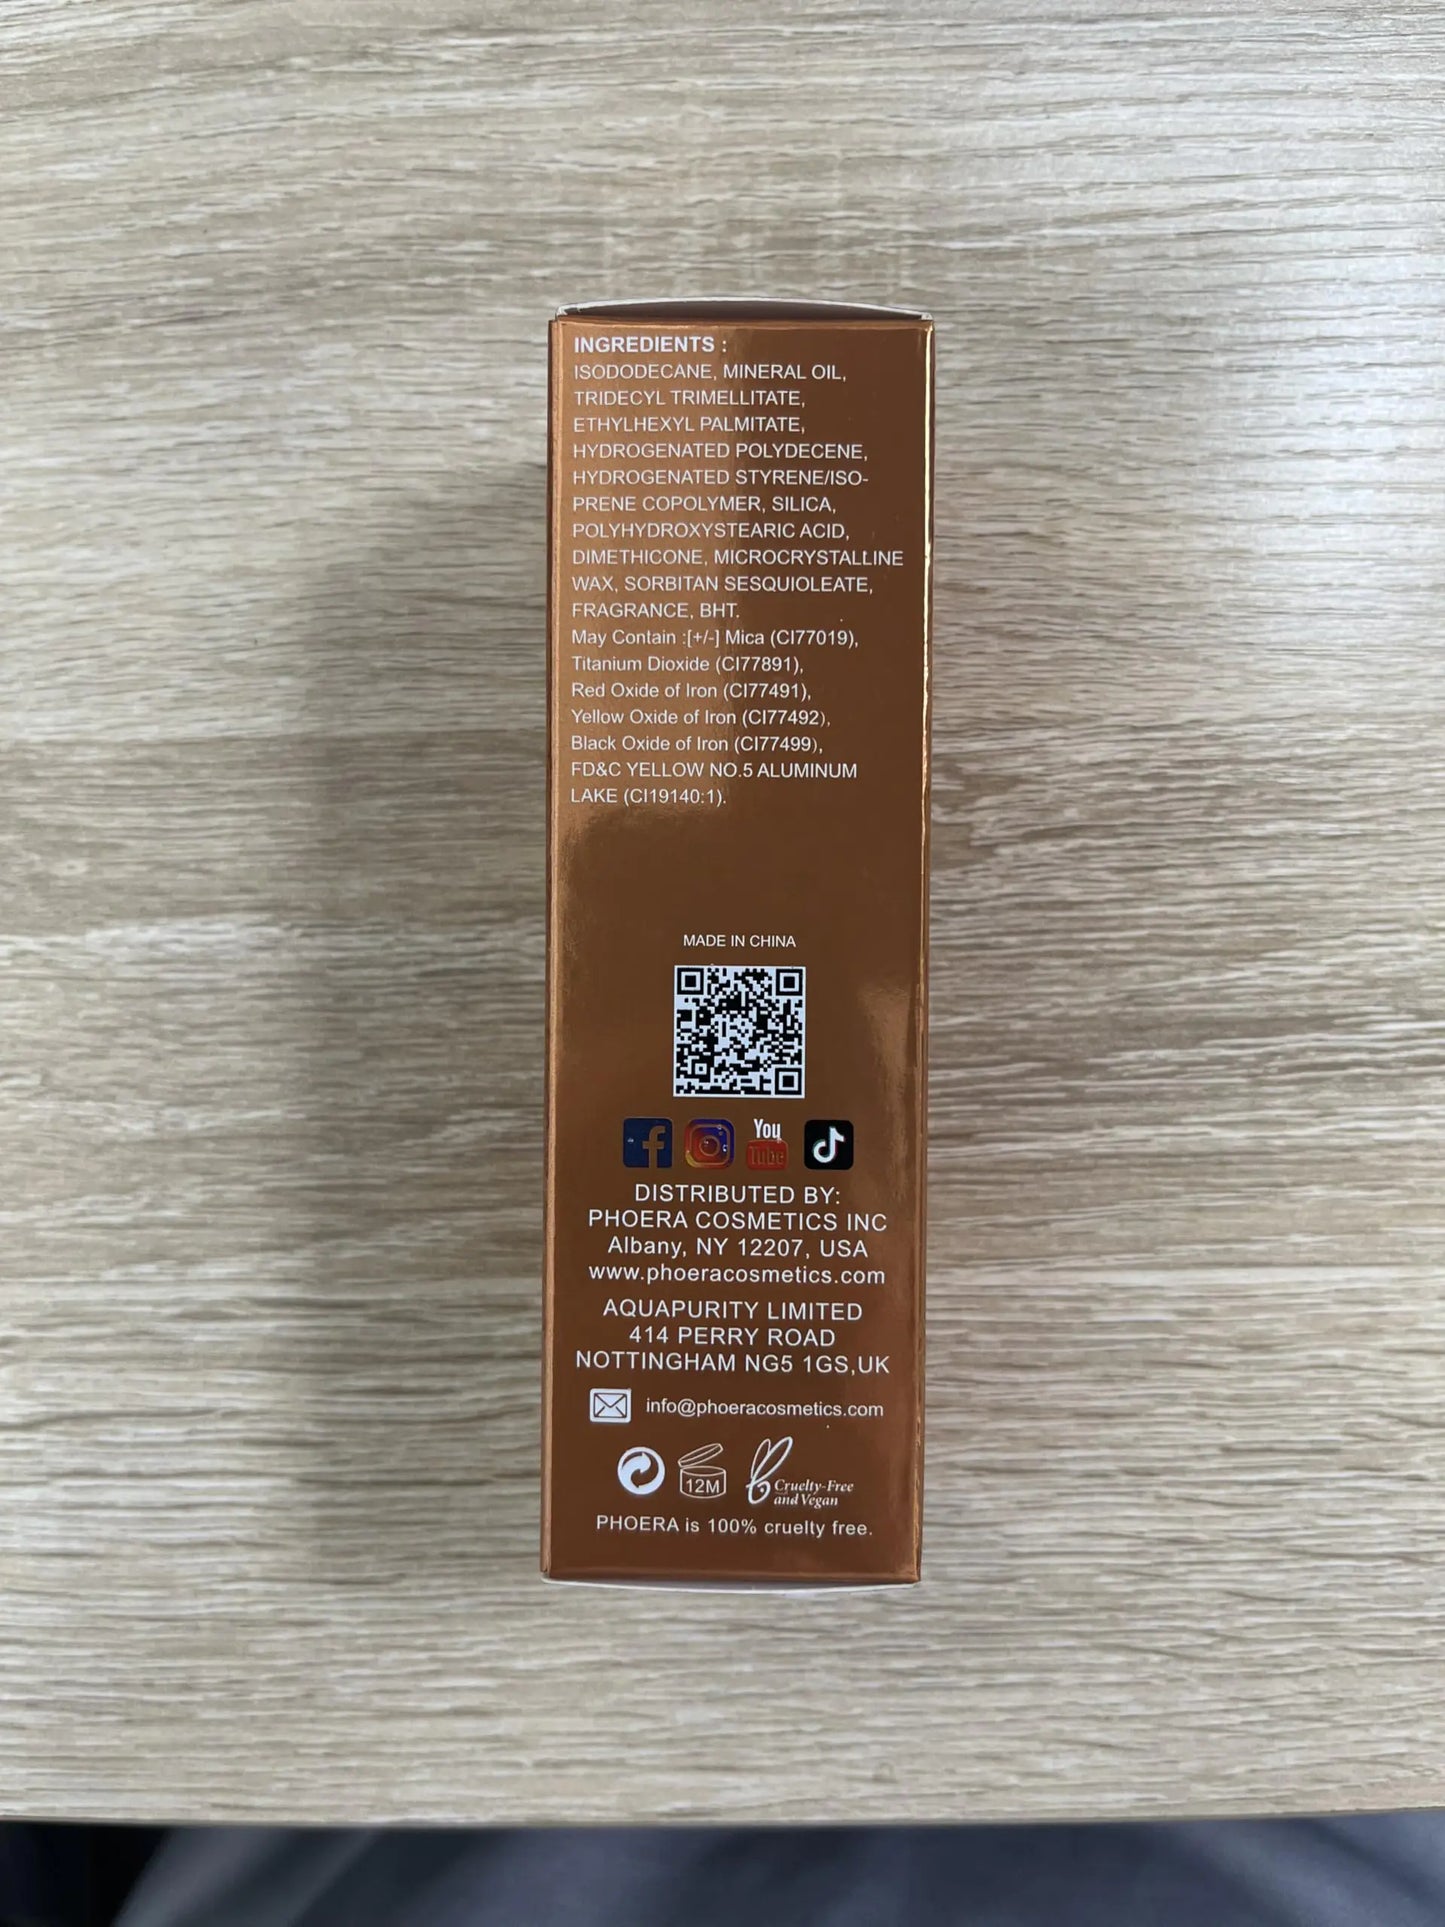 INGREDIENTS :
ISODODECANE, MINERAL OIL,
TRIDECYL TRIMELLITATE,
ETHYLHEXYL PALMITATE,
HYDROGENATED POLYDECENE,
HYDROGENATED STYRENE/ISO-
PRENE COPOLYMER, SILICA,
POLYHYDROXYSTEARIC ACID,
DIMETHICONE, MICROCRYSTALLINE
WAX, SORBITAN SESQUIOLEATE,
FRAGRANCE, BHT.
May Contain :[+/-] Mica (CI77019),
Titanium Dioxide (CI77891),
Red Oxide of Iron (CI77491),
Yellow Oxide of Iron (CI77492),
Black Oxide of Iron (CI77499),
FD&C YELLOW NO.5 ALUMINUM
LAKE (CI19140:1).
MADE IN CHINA
You
Tube
DISTRIBUTED BY:
PHOERA COSMETICS INC
Albany, NY 12207, USA
www.phoeracosmetics.com
AQUAPURITY LIMITED
414 PERRY ROAD
NOTTINGHAM NG5 1GS,UK
info@phoeracosmetics.com
12M
Cruelty-Free
and Vegan
PHOERA is 100% cruelty free.